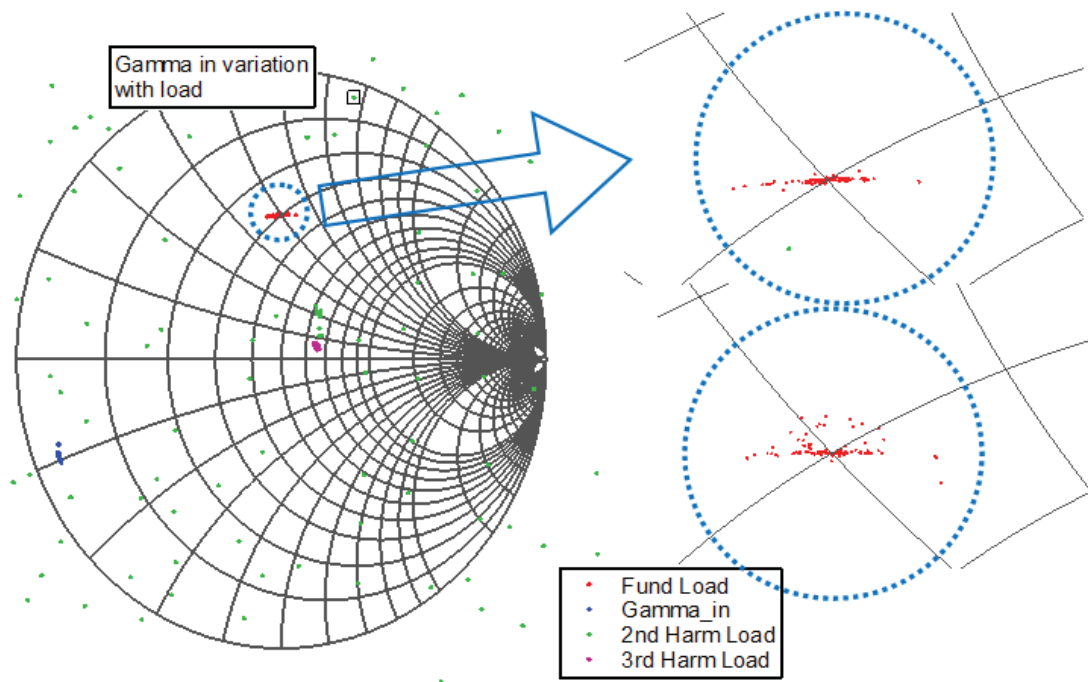 Gamma in variation
with load
Fund Load
Gamma_in
2nd Harm Load
3rd Harm Load